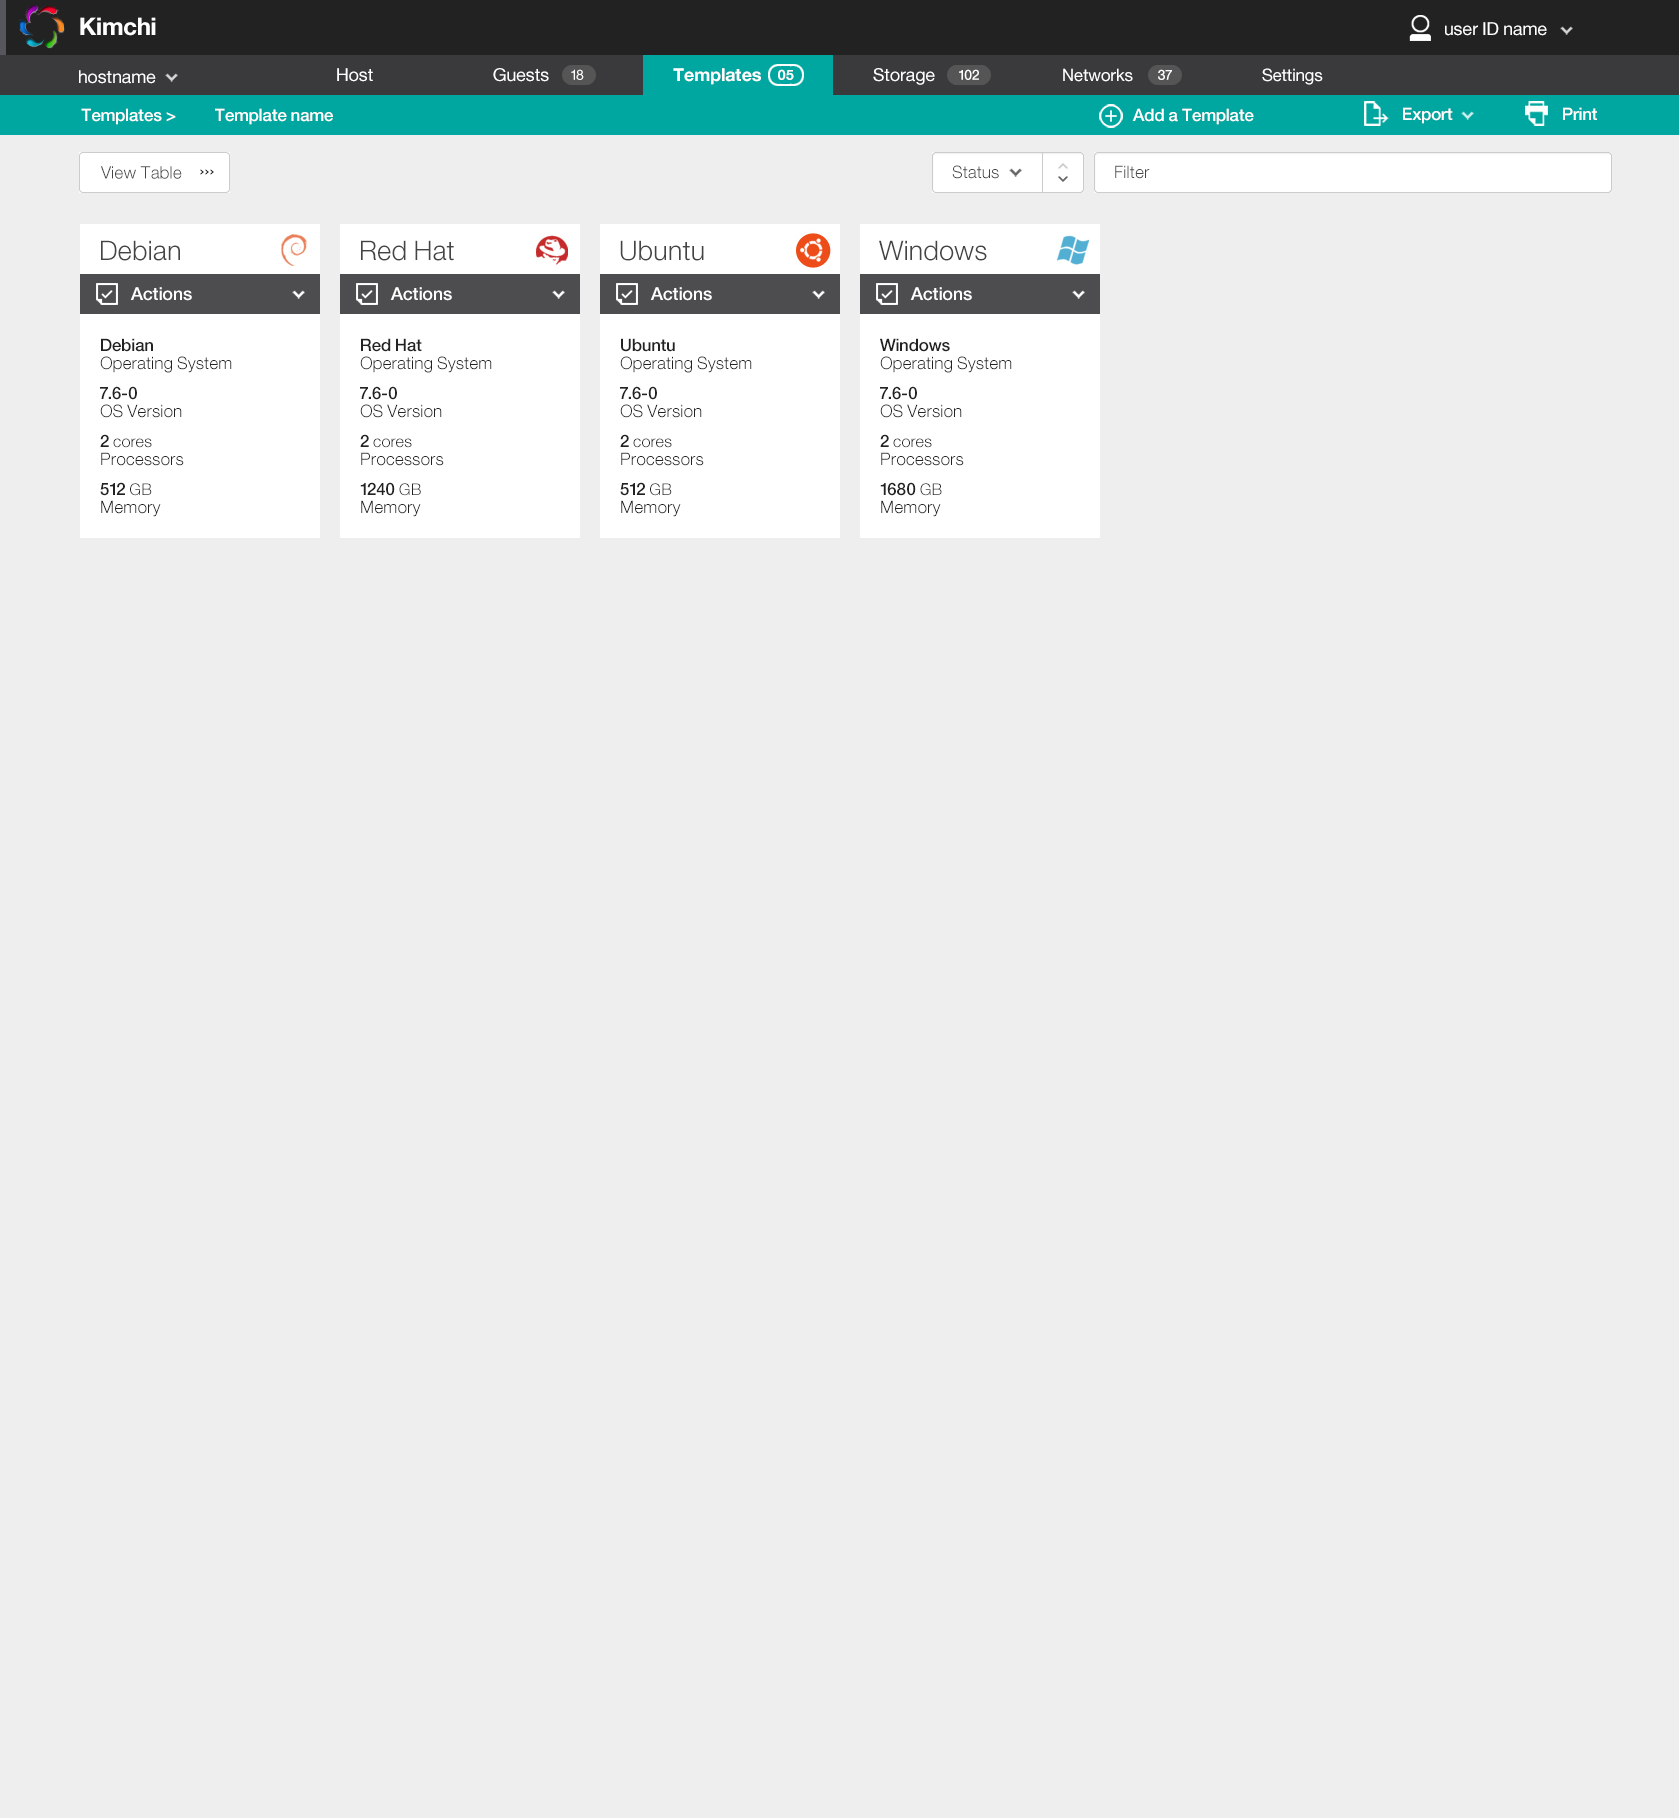 Kimchi
user ID name
hostname Host Guests 18 Templates 05 Storage 102 Networks 37 Settings
Templates > Template name Add a Template Export Print
View Table ››› Status Filter
Debian
Actions
Debian
Operating System
7.6-0
OS Version
2 cores
Processors
512 GB
Memory
Red Hat
Actions
Red Hat
Operating System
7.6-0
OS Version
2 cores
Processors
1240 GB
Memory
Ubuntu
Actions
Ubuntu
Operating System
7.6-0
OS Version
2 cores
Processors
512 GB
Memory
Windows
Actions
Windows
Operating System
7.6-0
OS Version
2 cores
Processors
1680 GB
Memory